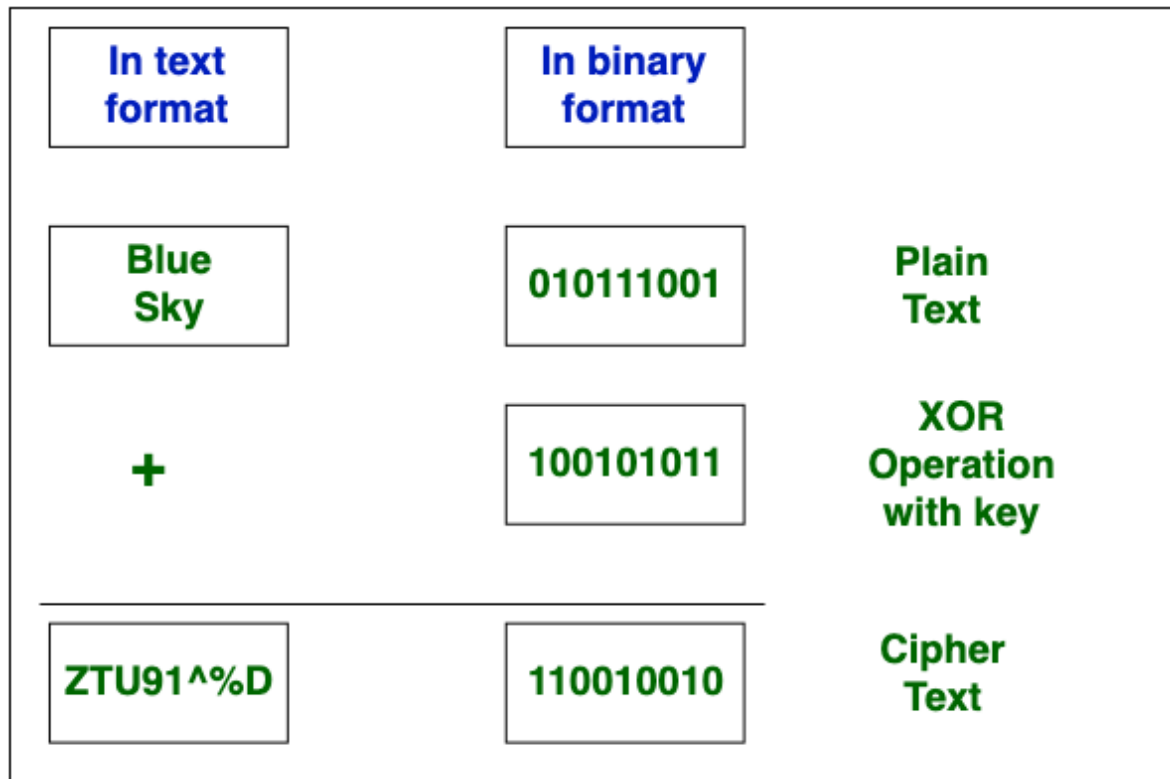 In text
format
In binary
format
Blue
Sky
010111001
Plain
Text
+
100101011
XOR
Operation
with key
ZTU91^%D
110010010
Cipher
Text